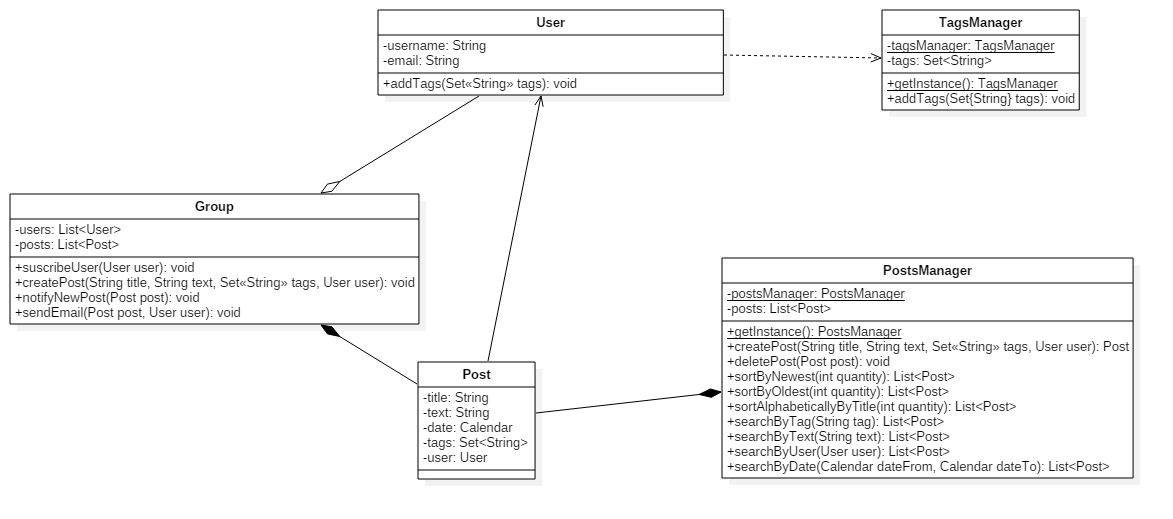 User
-username: String
-email: String
+addTags(Set«String» tags): void
TagsManager
-tagsManager: TagsManager
-tags: Set<String>
+getInstance(): TagsManager
+addTags(Set{String} tags): void
Group
-users: List<User>
-posts: List<Post>
+suscribeUser(User user): void
+createPost(String title, String text, Set«String» tags, User user): void
+notifyNewPost(Post post): void
+sendEmail(Post post, User user): void
PostsManager
-postsManager: PostsManager
-posts: List<Post>
+getInstance(): PostsManager
+createPost(String title, String text, Set«String» tags, User user): Post
+deletePost(Post post): void
+sortByNewest(int quantity): List<Post>
+sortByOldest(int quantity): List<Post>
+sortAlphabeticallyByTitle(int quantity): List<Post>
+searchByTag(String tag): List<Post>
+searchByText(String text): List<Post>
+searchByUser(User user): List<Post>
+searchByDate(Calendar dateFrom, Calendar dateTo): List<Post>
Post
-title: String
-text: String
-date: Calendar
-tags: Set<String>
-user: User